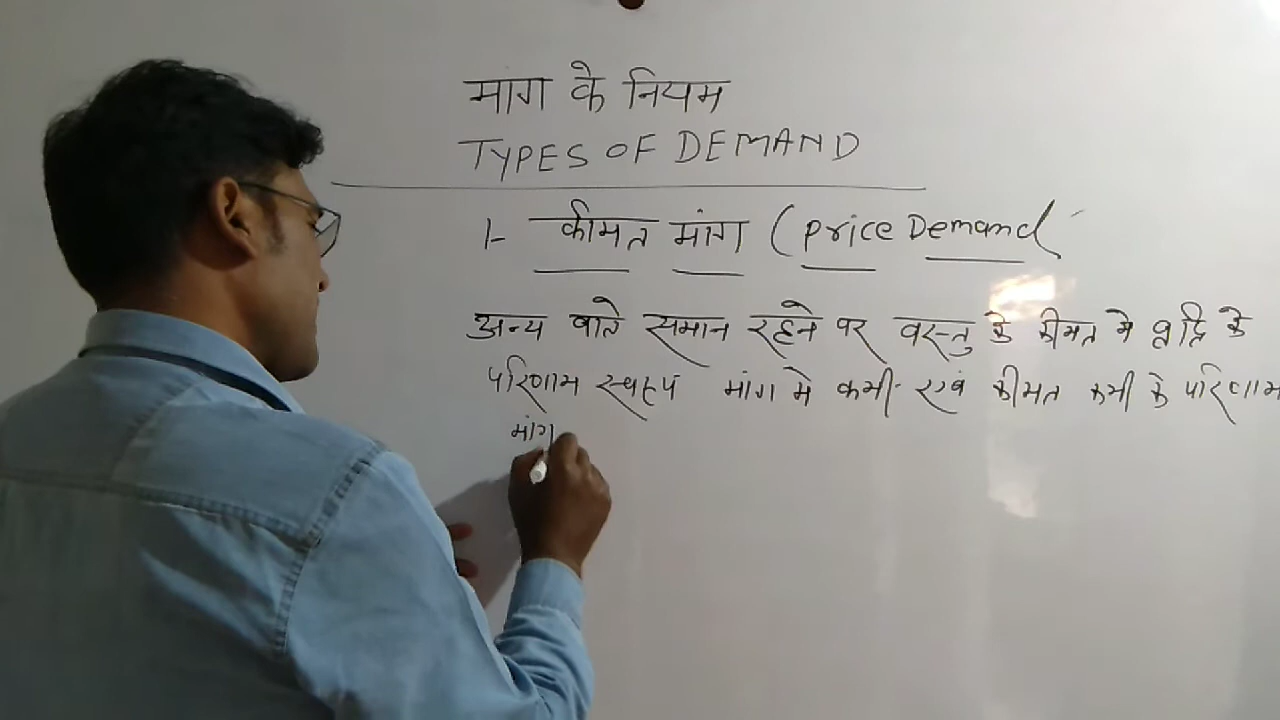 मांग के नियम
TYPES OF DEMAND
1- कीमत मांग (Price Demand
अन्य बाते समान रहने पर वस्तु के कीमत मे वृद्धि के
परिणाम स्वरूपं मांग मे कमी एवं कीमत कमी के परिणाम
मांग